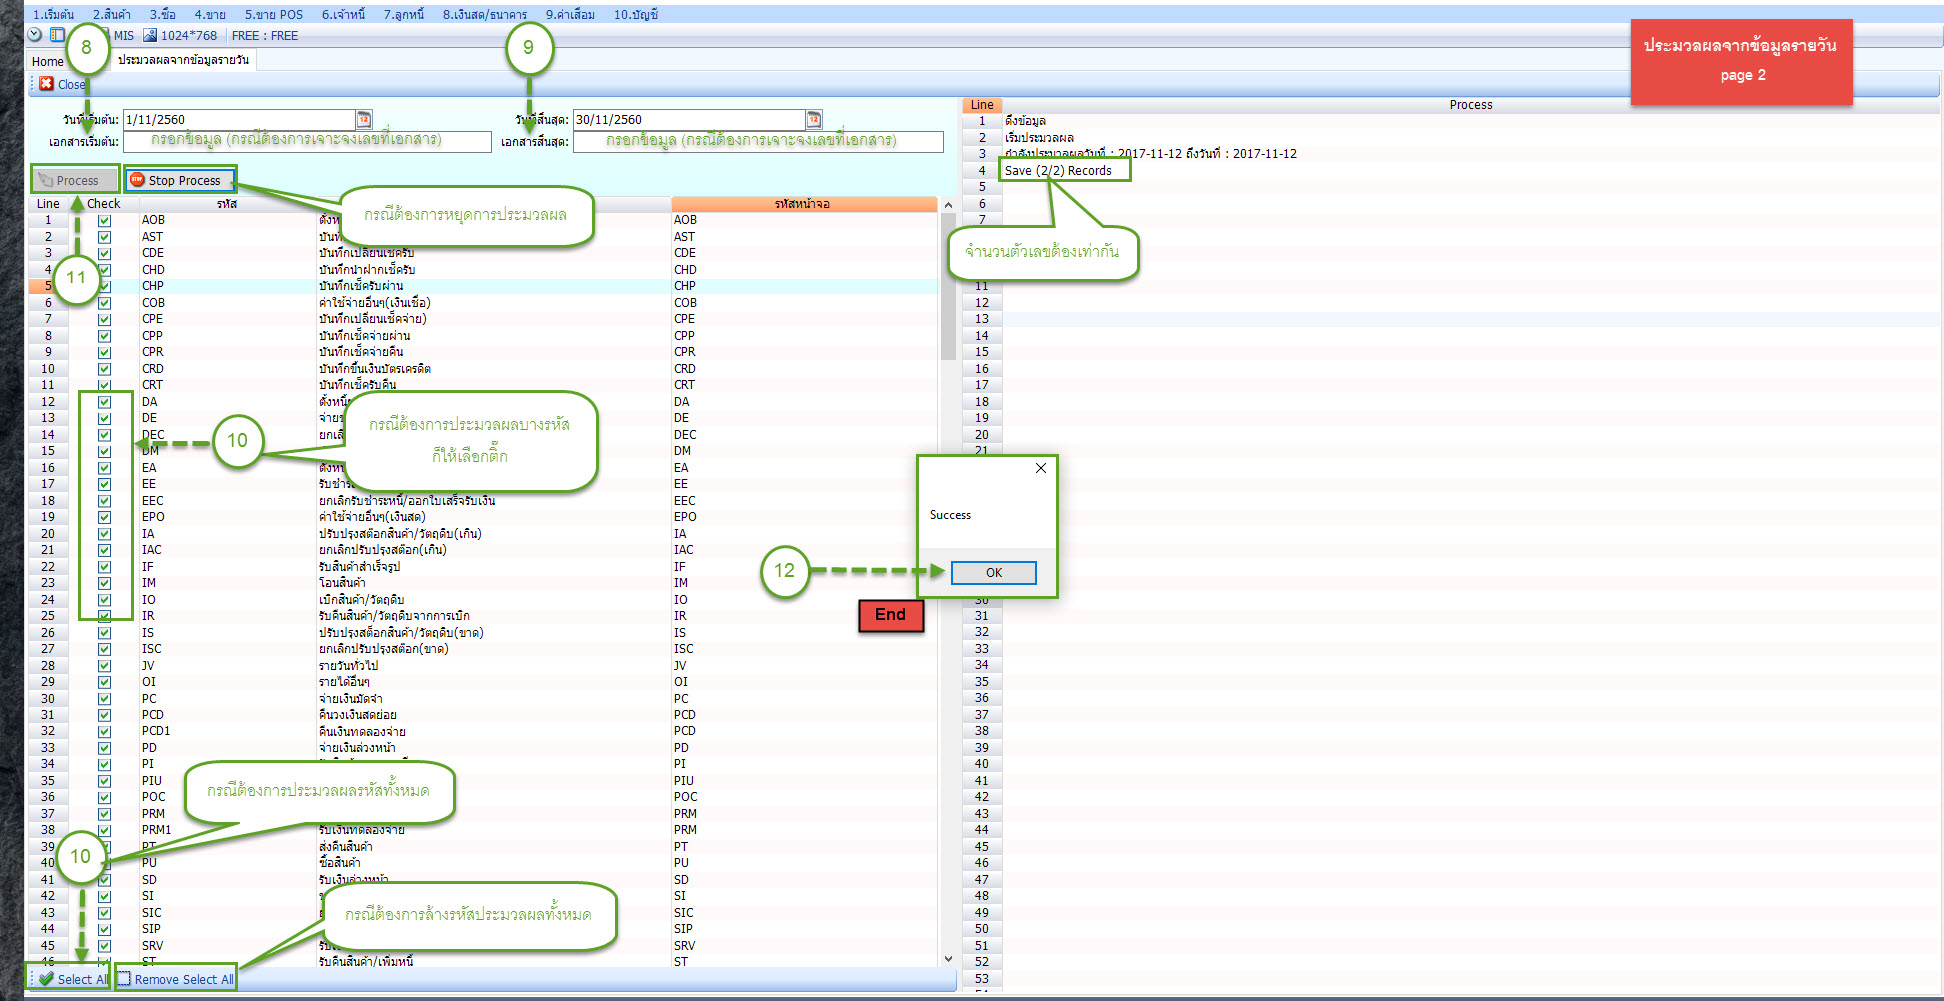 1.เริ่มต้น 2.สินค้า 3.ซื้อ 4.ขาย 5.ขาย POS 6.เจ้าหนี้ 7.ลูกหนี้ 8.เงินสด/ธนาคาร 9.ค่าเสื่อม 10.บัญชี
MIS 1024*768 FREE : FREE
8
9
Home ประมวลผลจากข้อมูลรายวัน
ประมวลผลจากข้อมูลรายวัน
page 2
Close
วันที่เริ่มต้น: 1/11/2560 วันที่สิ้นสุด: 30/11/2560
เอกสารเริ่มต้น: กรอกข้อมูล (กรณีต้องการเจาะจงเลขที่เอกสาร) เอกสารสิ้นสุด: กรอกข้อมูล (กรณีต้องการเจาะจงเลขที่เอกสาร)
Process Stop Process
กรณีต้องการหยุดการประมวลผล
Line Check รหัส รหัสหน้าจอ
1 AOB AOB
2 AST AST
3 CDE บันทึกเปลี่ยนเช็ครับ CDE
4 CHD บันทึกนำฝากเช็ครับ CHD
5 CHP บันทึกเช็ครับผ่าน CHP
6 COB ค่าใช้จ่ายอื่นๆ(เงินเชื่อ) COB
7 CPE บันทึกเปลี่ยนเช็คจ่าย) CPE
8 CPP บันทึกเช็คจ่ายผ่าน CPP
9 CPR บันทึกเช็คจ่ายคืน CPR
10 CRD บันทึกขึ้นเงินบัตรเครดิต CRD
11 CRT บันทึกเช็ครับคืน CRT
12 DA DA
13 DE DE
14 DEC DEC
15 DM DM
16 EA EA
17 EE EE
18 EEC ยกเลิกรับชำระหนี้/ออกใบเสร็จรับเงิน EEC
19 EPO ค่าใช้จ่ายอื่นๆ(เงินสด) EPO
20 IA ปรับปรุงสต๊อกสินค้า/วัตถุดิบ(เกิน) IA
21 IAC ยกเลิกปรับปรุงสต๊อก(เกิน) IAC
22 IF รับสินค้าสำเร็จรูป IF
23 IM โอนสินค้า IM
24 IO เบิกสินค้า/วัตถุดิบ IO
25 IR รับคืนสินค้า/วัตถุดิบจากการเบิก IR
26 IS ปรับปรุงสต็อกสินค้า/วัตถุดิบ(ขาด) IS
27 ISC ยกเลิกปรับปรุงสต๊อก(ขาด) ISC
28 JV รายวันทั่วไป JV
29 OI รายได้อื่นๆ OI
30 PC จ่ายเงินมัดจำ PC
31 PCD คืนวงเงินสดย่อย PCD
32 PCD1 คืนเงินทดลองจ่าย PCD
33 PD จ่ายเงินล่วงหน้า PD
34 PI PI
35 PIU PIU
36 POC POC
37 PRM PRM
38 PRM1 รับเงินทดลองจ่าย PRM
39 PT ส่งคืนสินค้า PT
40 PU ซื้อสินค้า PU
41 SD รับเงินล่วงหน้า SD
42 SI SI
43 SIC SIC
44 SIP SIP
45 SRV SRV
46 ST รับคืนสินค้า/เพิ่มหนี้ ST
11
10
กรณีต้องการประมวลผลบางรหัส
ก็ให้เลือกติ๊ก
กรณีต้องการประมวลผลรหัสทั้งหมด
10
กรณีต้องการล้างรหัสประมวลผลทั้งหมด
Select All Remove Select All
Line Process
1 ดึงข้อมูล
2 เริ่มประมวลผล
3 กำลังประมวลผลวันที่ : 2017-11-12 ถึงวันที่ : 2017-11-12
4 Save (2/2) Records
5
6
7
จำนวนตัวเลขต้องเท่ากัน
11
12
13
14
15
16
17
18
19
20
21
Success
12
OK
End
30
31
32
33
34
35
36
37
38
39
40
41
42
43
44
45
46
47
48
49
50
51
52
53